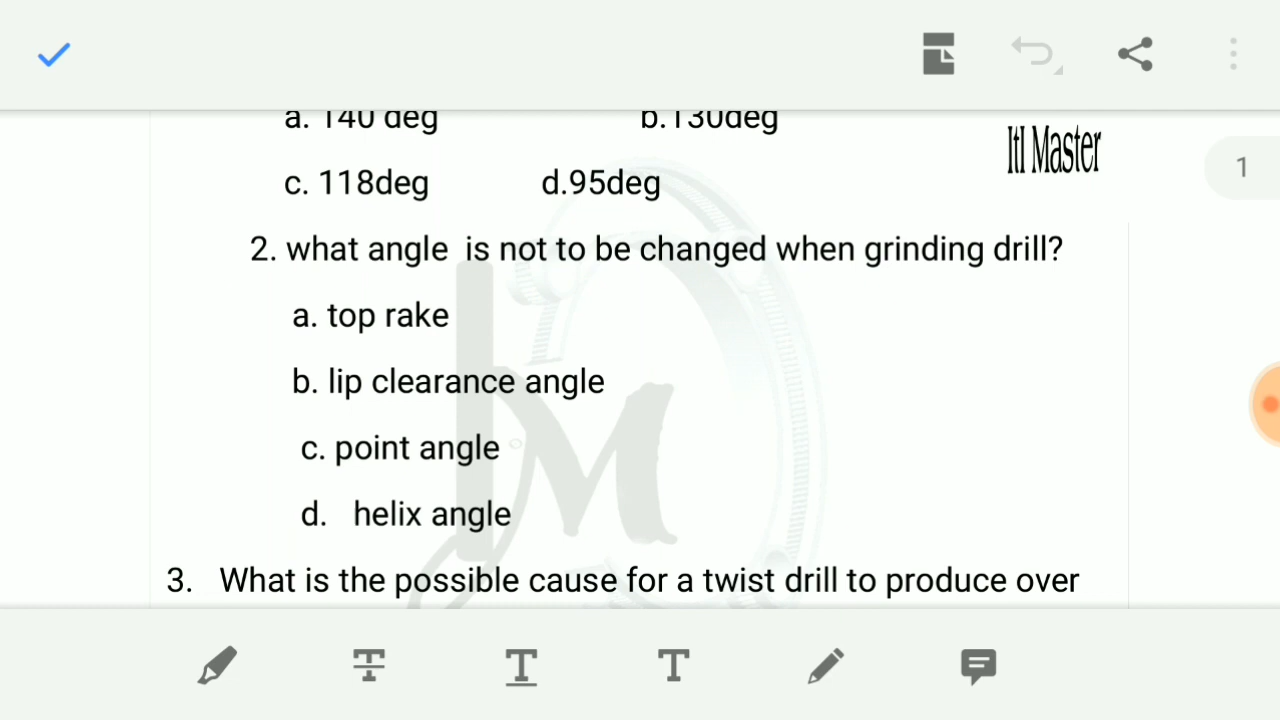 a. 140 deg b.130deg
ItI Master
c. 118deg d.95deg
1
2. what angle is not to be changed when grinding drill?
a. top rake
b. lip clearance angle
c. point angle
d. helix angle
3. What is the possible cause for a twist drill to produce over